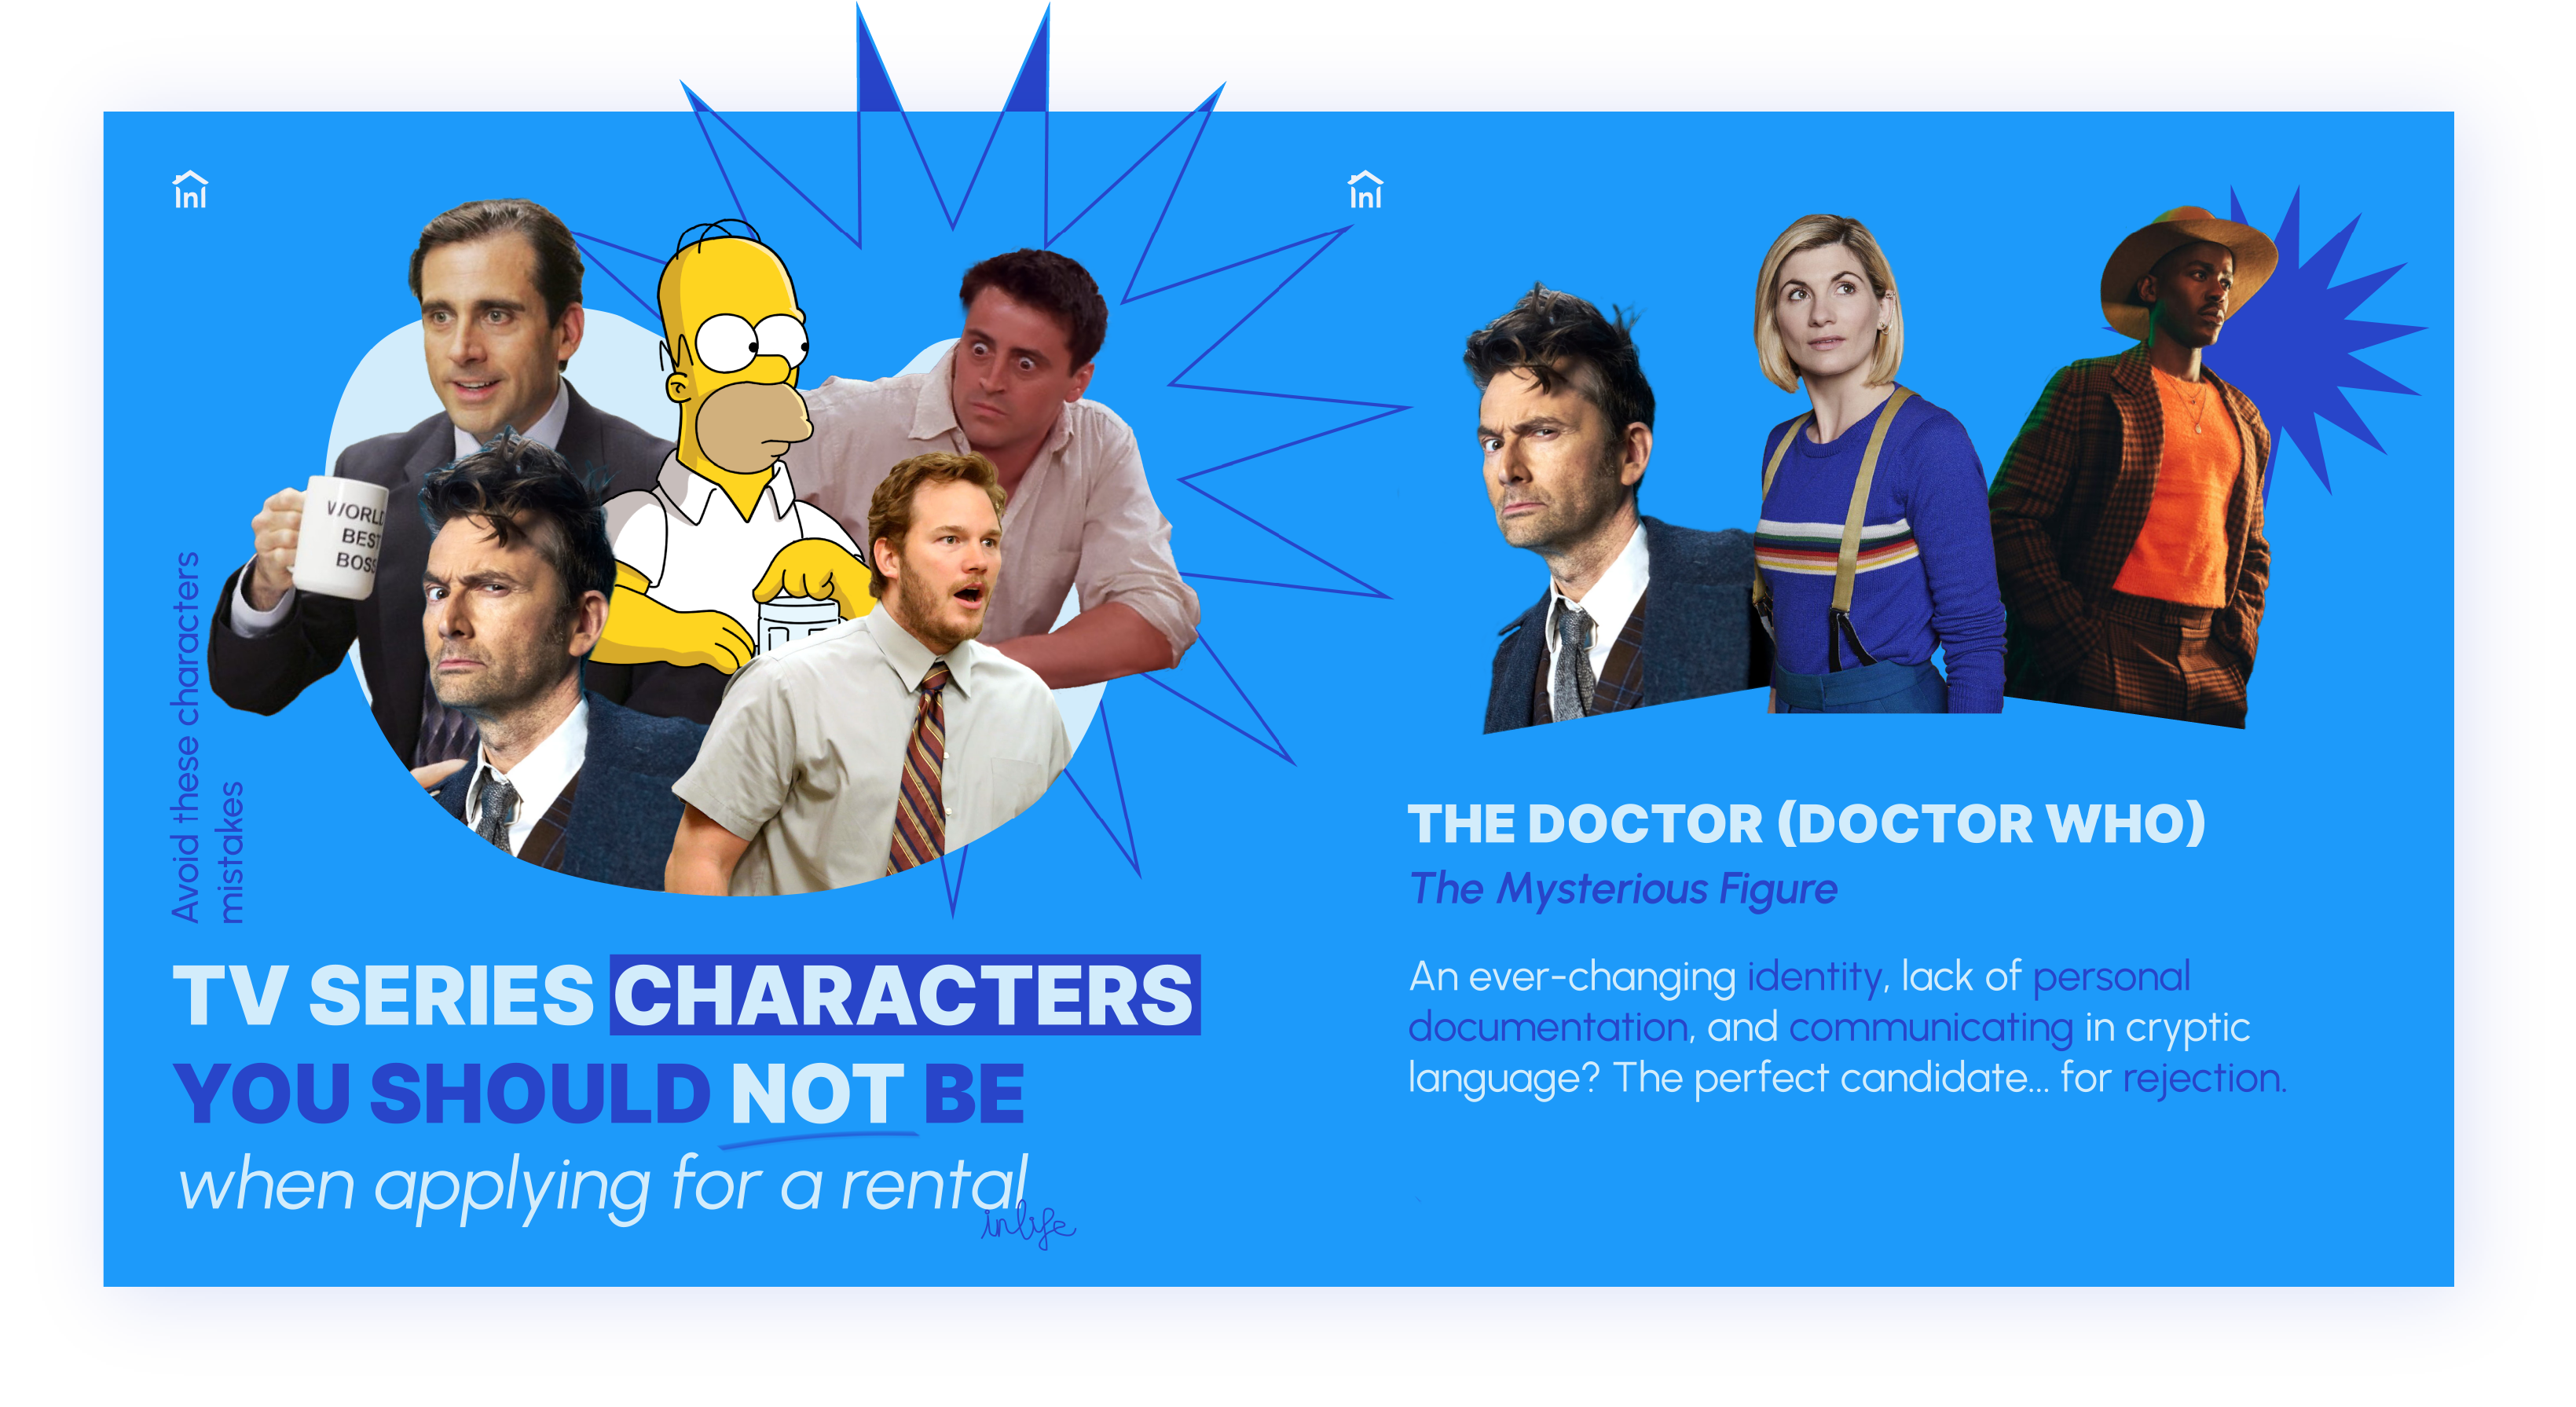 inl
WORLD
BEST
BOSS
Avoid these characters
mistakes
TV SERIES CHARACTERS
YOU SHOULD NOT BE
when applying for a rental
inlife
inl
THE DOCTOR (DOCTOR WHO)
The Mysterious Figure
An ever-changing identity, lack of personal
documentation, and communicating in cryptic
language? The perfect candidate... for rejection.